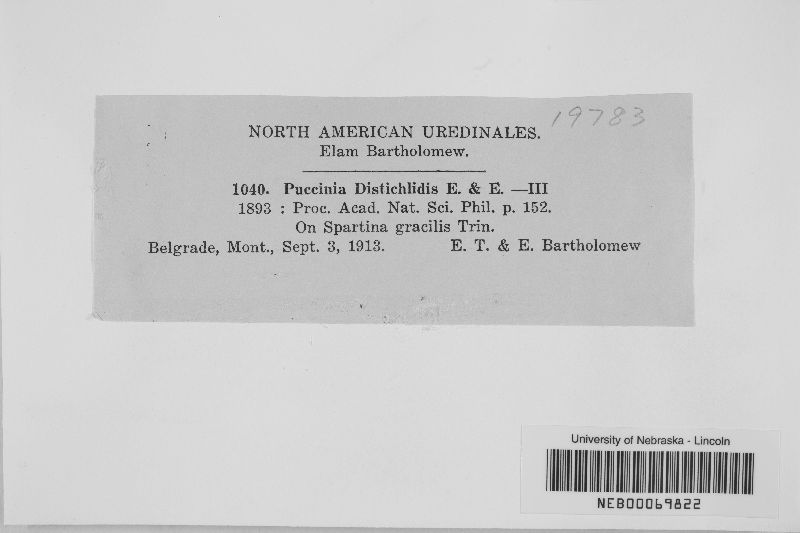 19783
NORTH AMERICAN UREDINALES.
Elam Bartholomew.
1040. Puccinia Distichlidis E. & E. —III
1893 : Proc. Acad. Nat. Sci. Phil. p. 152.
On Spartina gracilis Trin.
Belgrade, Mont., Sept. 3, 1913. E. T. & E. Bartholomew
University of Nebraska - Lincoln
NEB00069822